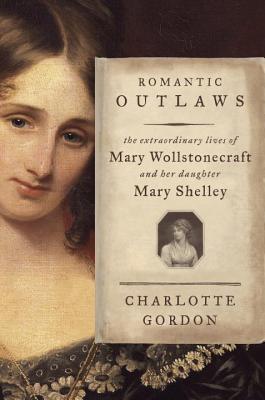 ROMANTIC
OUTLAWS
the extraordinary lives of
Mary Wollstonecraft
and her daughter
Mary Shelley
CHARLOTTE
GORDON